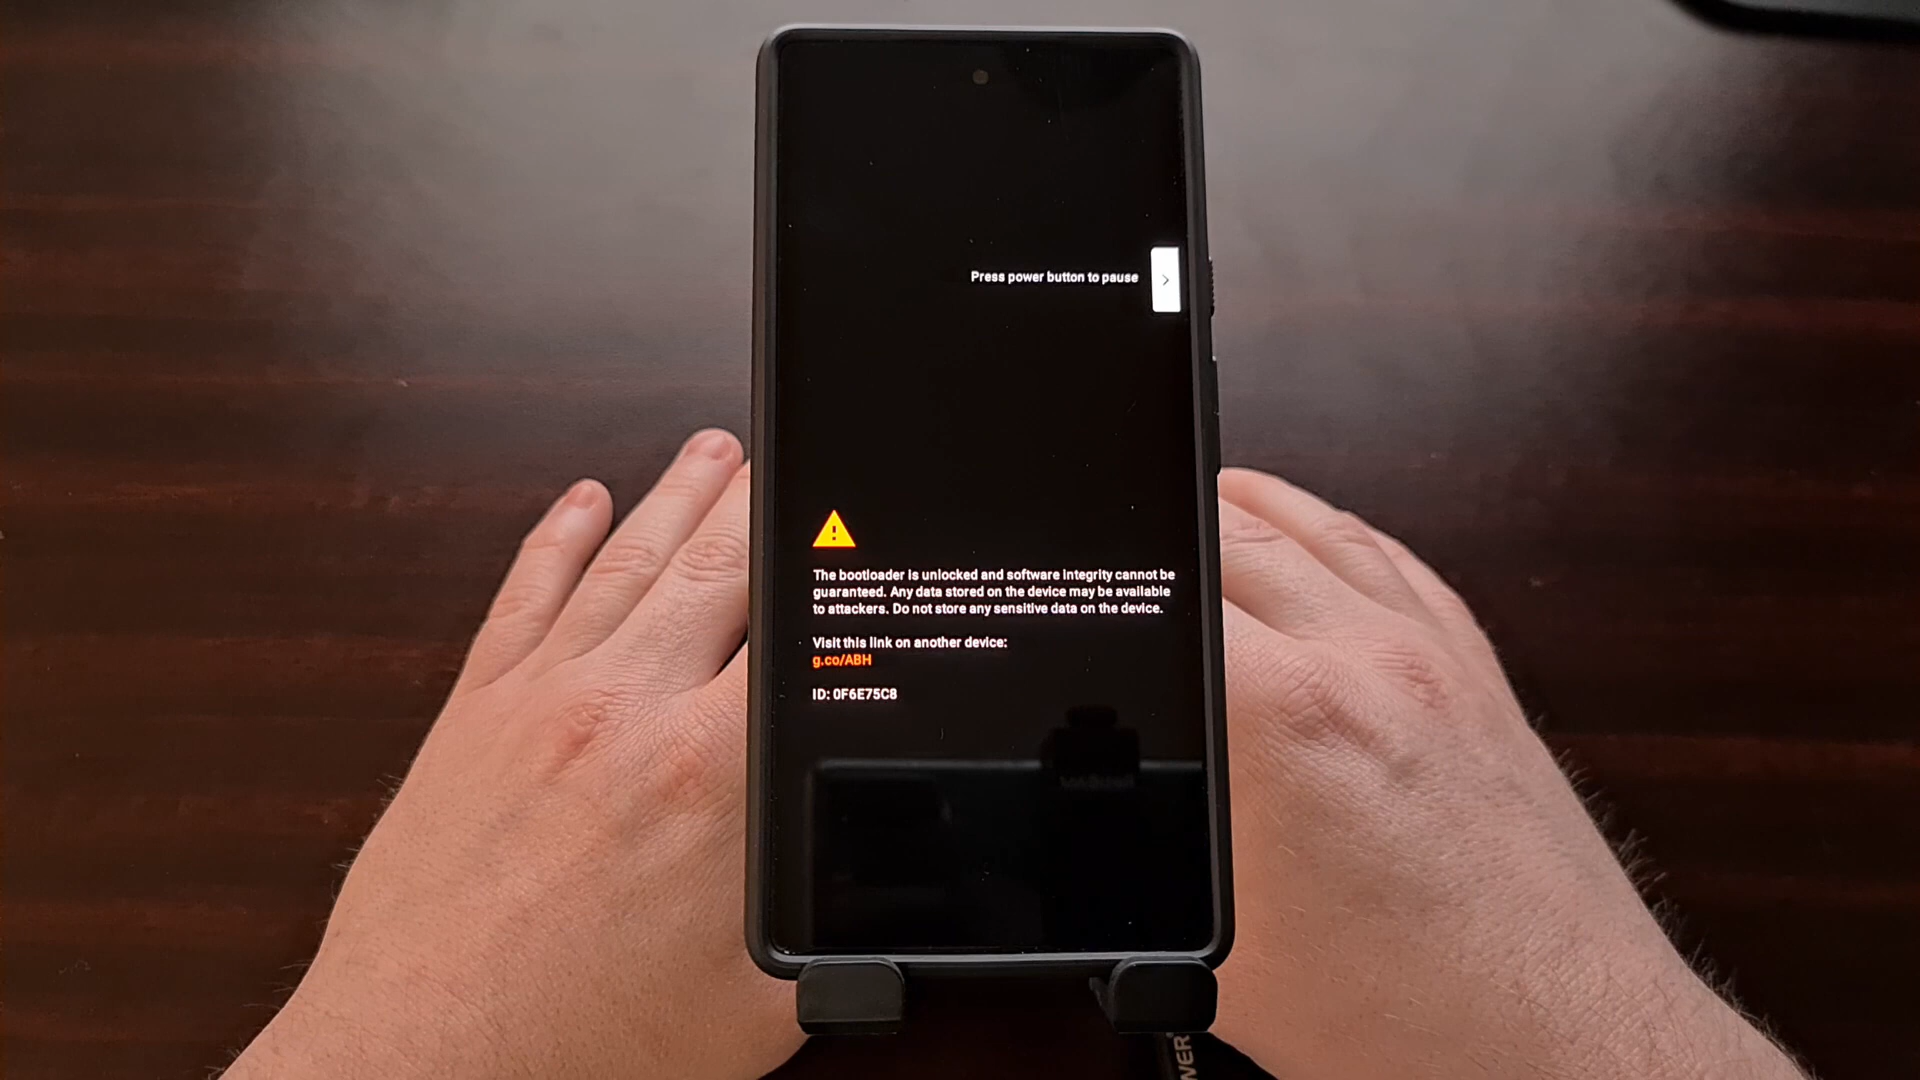 Press power button to pause
The bootloader is unlocked and software integrity cannot be
guaranteed. Any data stored on the device may be available
to attackers. Do not store any sensitive data on the device.
Visit this link on another device:
g.co/ABH
ID: 0F6E75C8